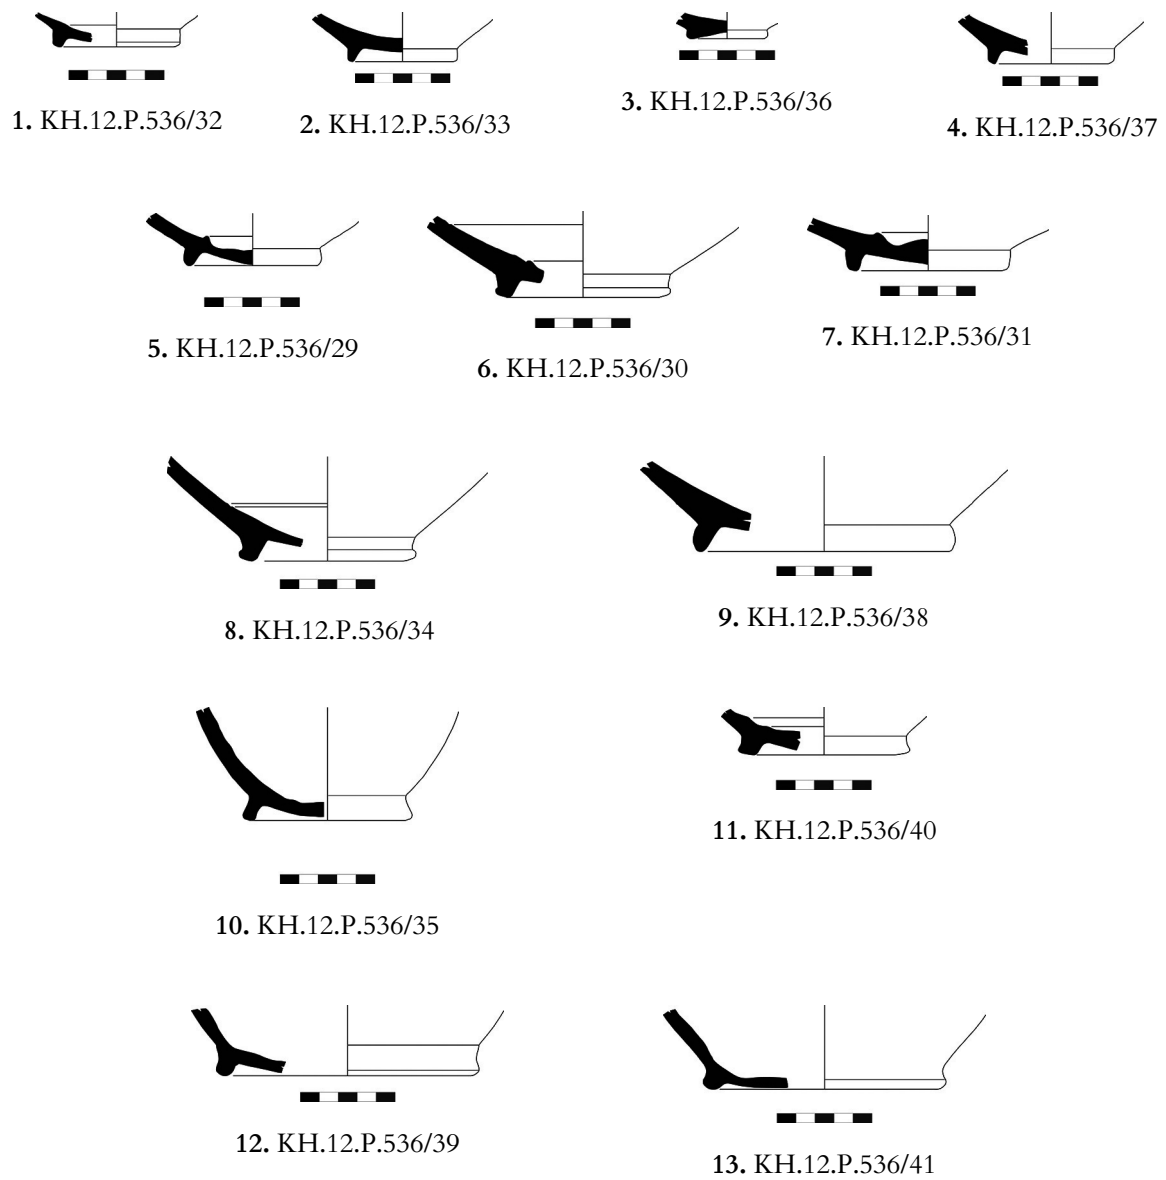 1. KH.12.P.536/32
2. KH.12.P.536/33
3. KH.12.P.536/36
4. KH.12.P.536/37
5. KH.12.P.536/29
6. KH.12.P.536/30
7. KH.12.P.536/31
8. KH.12.P.536/34
9. KH.12.P.536/38
10. KH.12.P.536/35
11. KH.12.P.536/40
12. KH.12.P.536/39
13. KH.12.P.536/41